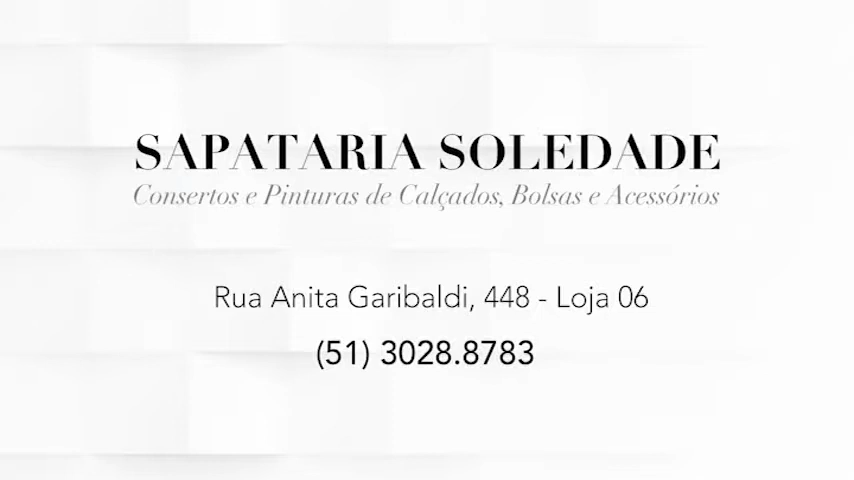 SAPATARIA SOLEDADE
Consertos e Pinturas de Calçados, Bolsas e Acessórios
Rua Anita Garibaldi, 448 - Loja 06
(51) 3028.8783